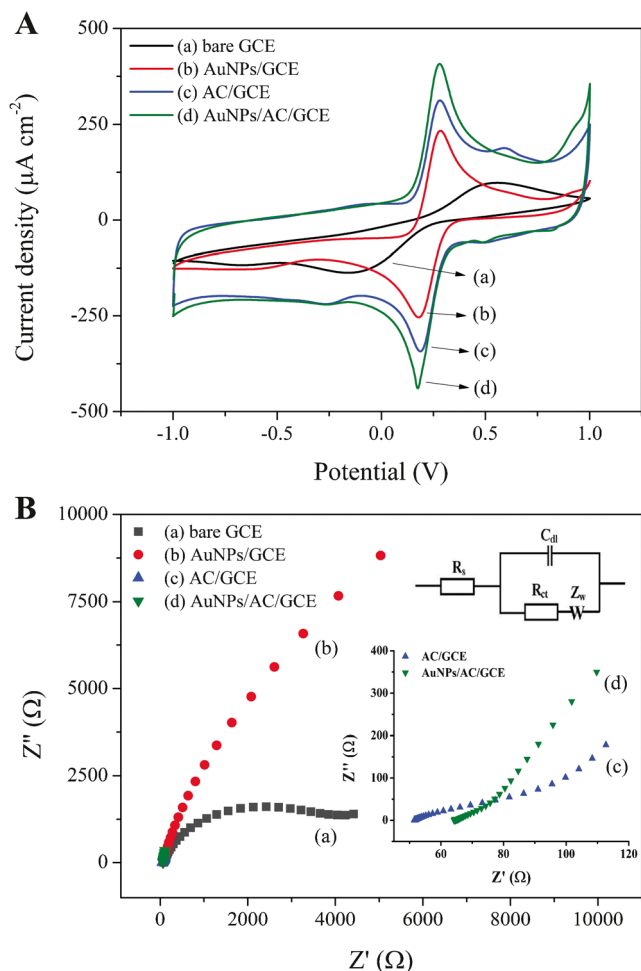 A
(a) bare GCE
(b) AuNPs/GCE
(c) AC/GCE
(d) AuNPs/AC/GCE
Current density (µA cm⁻²)
500
250
0
-250
-500
(a)
(b)
(c)
(d)
-1.0 -0.5 0.0 0.5 1.0
Potential (V)
B
(a) bare GCE
(b) AuNPs/GCE
(c) AC/GCE
(d) AuNPs/AC/GCE
Z'' (Ω)
10000
7500
5000
2500
0
(b)
(a)
Cdl
Rs
Rct
Zw
W
AC/GCE
AuNPs/AC/GCE
Z'' (Ω)
400
300
200
100
0
(d)
(c)
60 80 100 120
Z' (Ω)
0 2000 4000 6000 8000 10000
Z' (Ω)